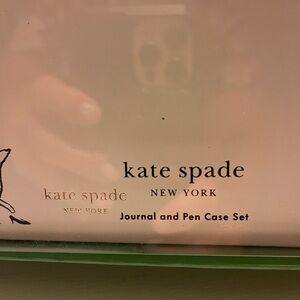 kate spade
NEW YORK
kate spade
NEW YORK
Journal and Pen Case Set